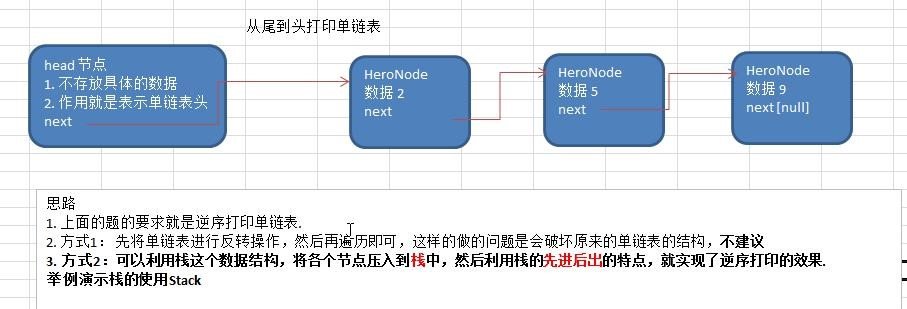 从尾到头打印单链表
head 节点
1. 不存放具体的数据
2. 作用就是表示单链表头
next
HeroNode
数据 2
next
HeroNode
数据 5
next
HeroNode
数据 9
next [null]
思路
1. 上面的题的要求就是逆序打印单链表.
2. 方式1： 先将单链表进行反转操作，然后再遍历即可，这样的做的问题是会破坏原来的单链表的结构，不建议
3. 方式2：可以利用栈这个数据结构，将各个节点压入到栈中，然后利用栈的先进后出的特点，就实现了逆序打印的效果.
举例演示栈的使用Stack